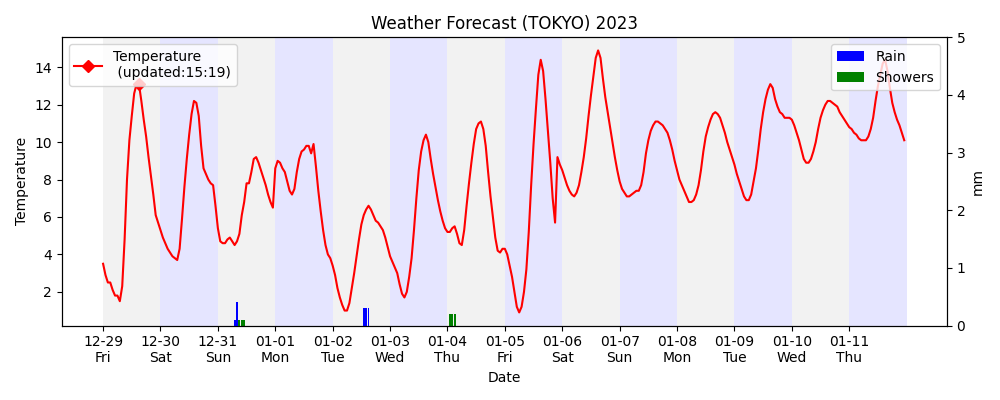 Weather Forecast (TOKYO) 2023
Temperature
(updated:15:19)
Rain
Showers
Temperature
14
12
10
8
6
4
2
5
4
3
2
1
0
mm
12-29 12-30 12-31 01-01 01-02 01-03 01-04 01-05 01-06 01-07 01-08 01-09 01-10 01-11
Fri Sat Sun Mon Tue Wed Thu Fri Sat Sun Mon Tue Wed Thu
Date